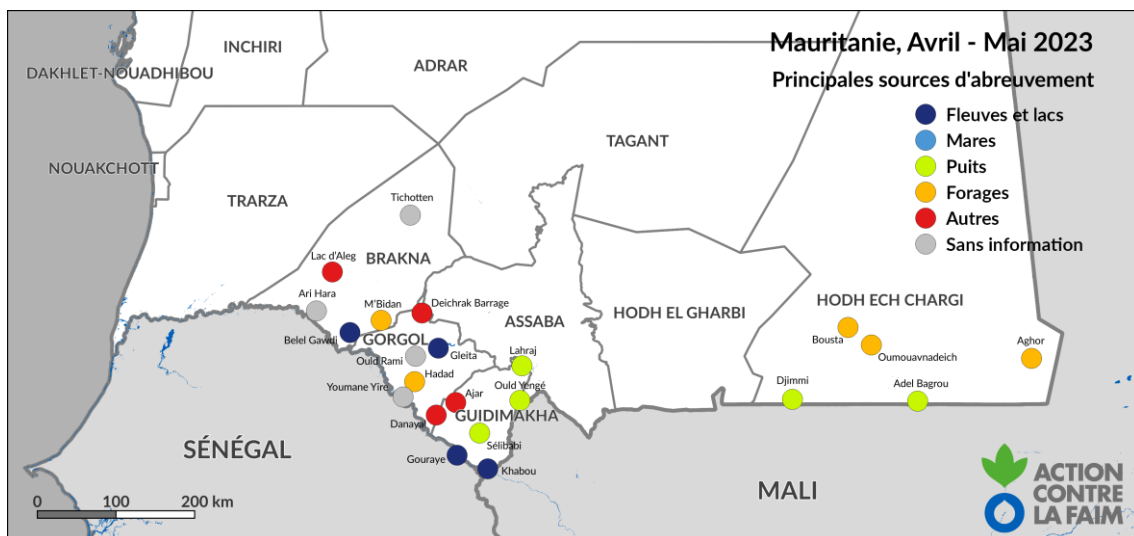 Mauritanie, Avril - Mai 2023
Principales sources d'abreuvement
Fleuves et lacs
Mares
Puits
Forages
Autres
Sans information
INCHIRI
DAKHLET-NOUADHIBOU
ADRAR
TAGANT
NOUAKCHOTT
TRARZA
Tichotten
BRAKNA
Lac d'Aleg
Ari Hara
M'Bidan
Deichrak Barrage
ASSABA
HODH EL GHARBI
HODH ECH CHARGI
Belel Gawdi
GORGOL
Gleita
Ould Rami
Lahraj
Bousta
Oumouavnadeich
Aghor
Hadad
Youmane Yire
Ould Yengé
Djimmi
Adel Bagrou
Ajar
GUIDIMAKHA
Danayal
Sélibabi
Gouraye
Khabou
SÉNÉGAL
MALI
0 100 200 km
ACTION
CONTRE
LA FAIM